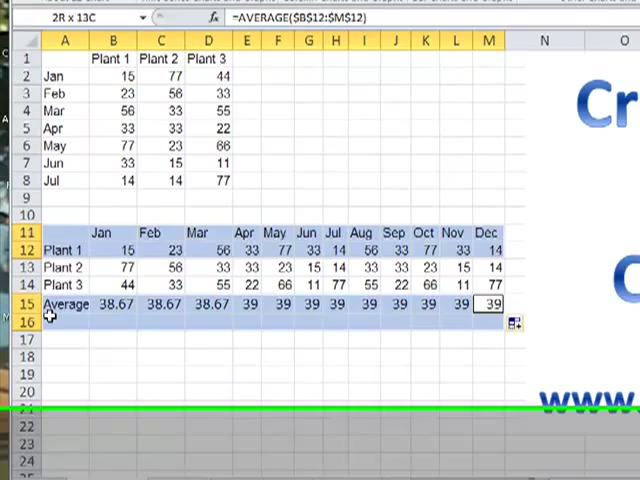 2R x 13C fx =AVERAGE($B$12:$M$12)
A B C D E F G H I J K L M N O
1 Plant 1 Plant 2 Plant 3
2 Jan 15 77 44
3 Feb 23 56 33
4 Mar 56 33 55
5 Apr 33 33 22
6 May 77 23 66
7 Jun 33 15 11
8 Jul 14 14 77
9
10
11 Jan Feb Mar Apr May Jun Jul Aug Sep Oct Nov Dec
12 Plant 1 15 23 56 33 77 33 14 56 33 77 33 14
13 Plant 2 77 56 33 33 23 15 14 33 33 23 15 14
14 Plant 3 44 33 55 22 66 11 77 55 22 66 11 77
15 Average 38.67 38.67 38.67 39 39 39 39 39 39 39 39 39
16
17
18
19
20
22
23
24
Cr
C
www.